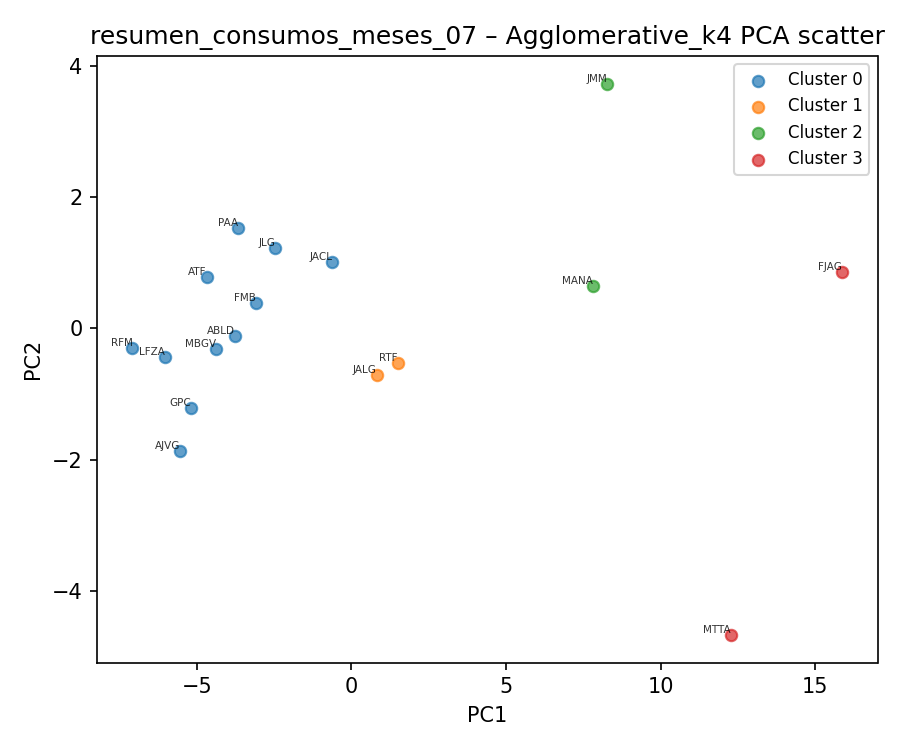 resumen_consumos_meses_07 – Agglomerative_k4 PCA scatter
Cluster 0
Cluster 1
Cluster 2
Cluster 3
4
2
0
−2
−4
PC2
JMM
PAA
JLG
JACL
ATF
FMB
MANA
FJAG
ABLD
MBGV
RFM
LFZA
RTF
JALG
GPC
AJVG
MTTA
−5
0
5
10
15
PC1